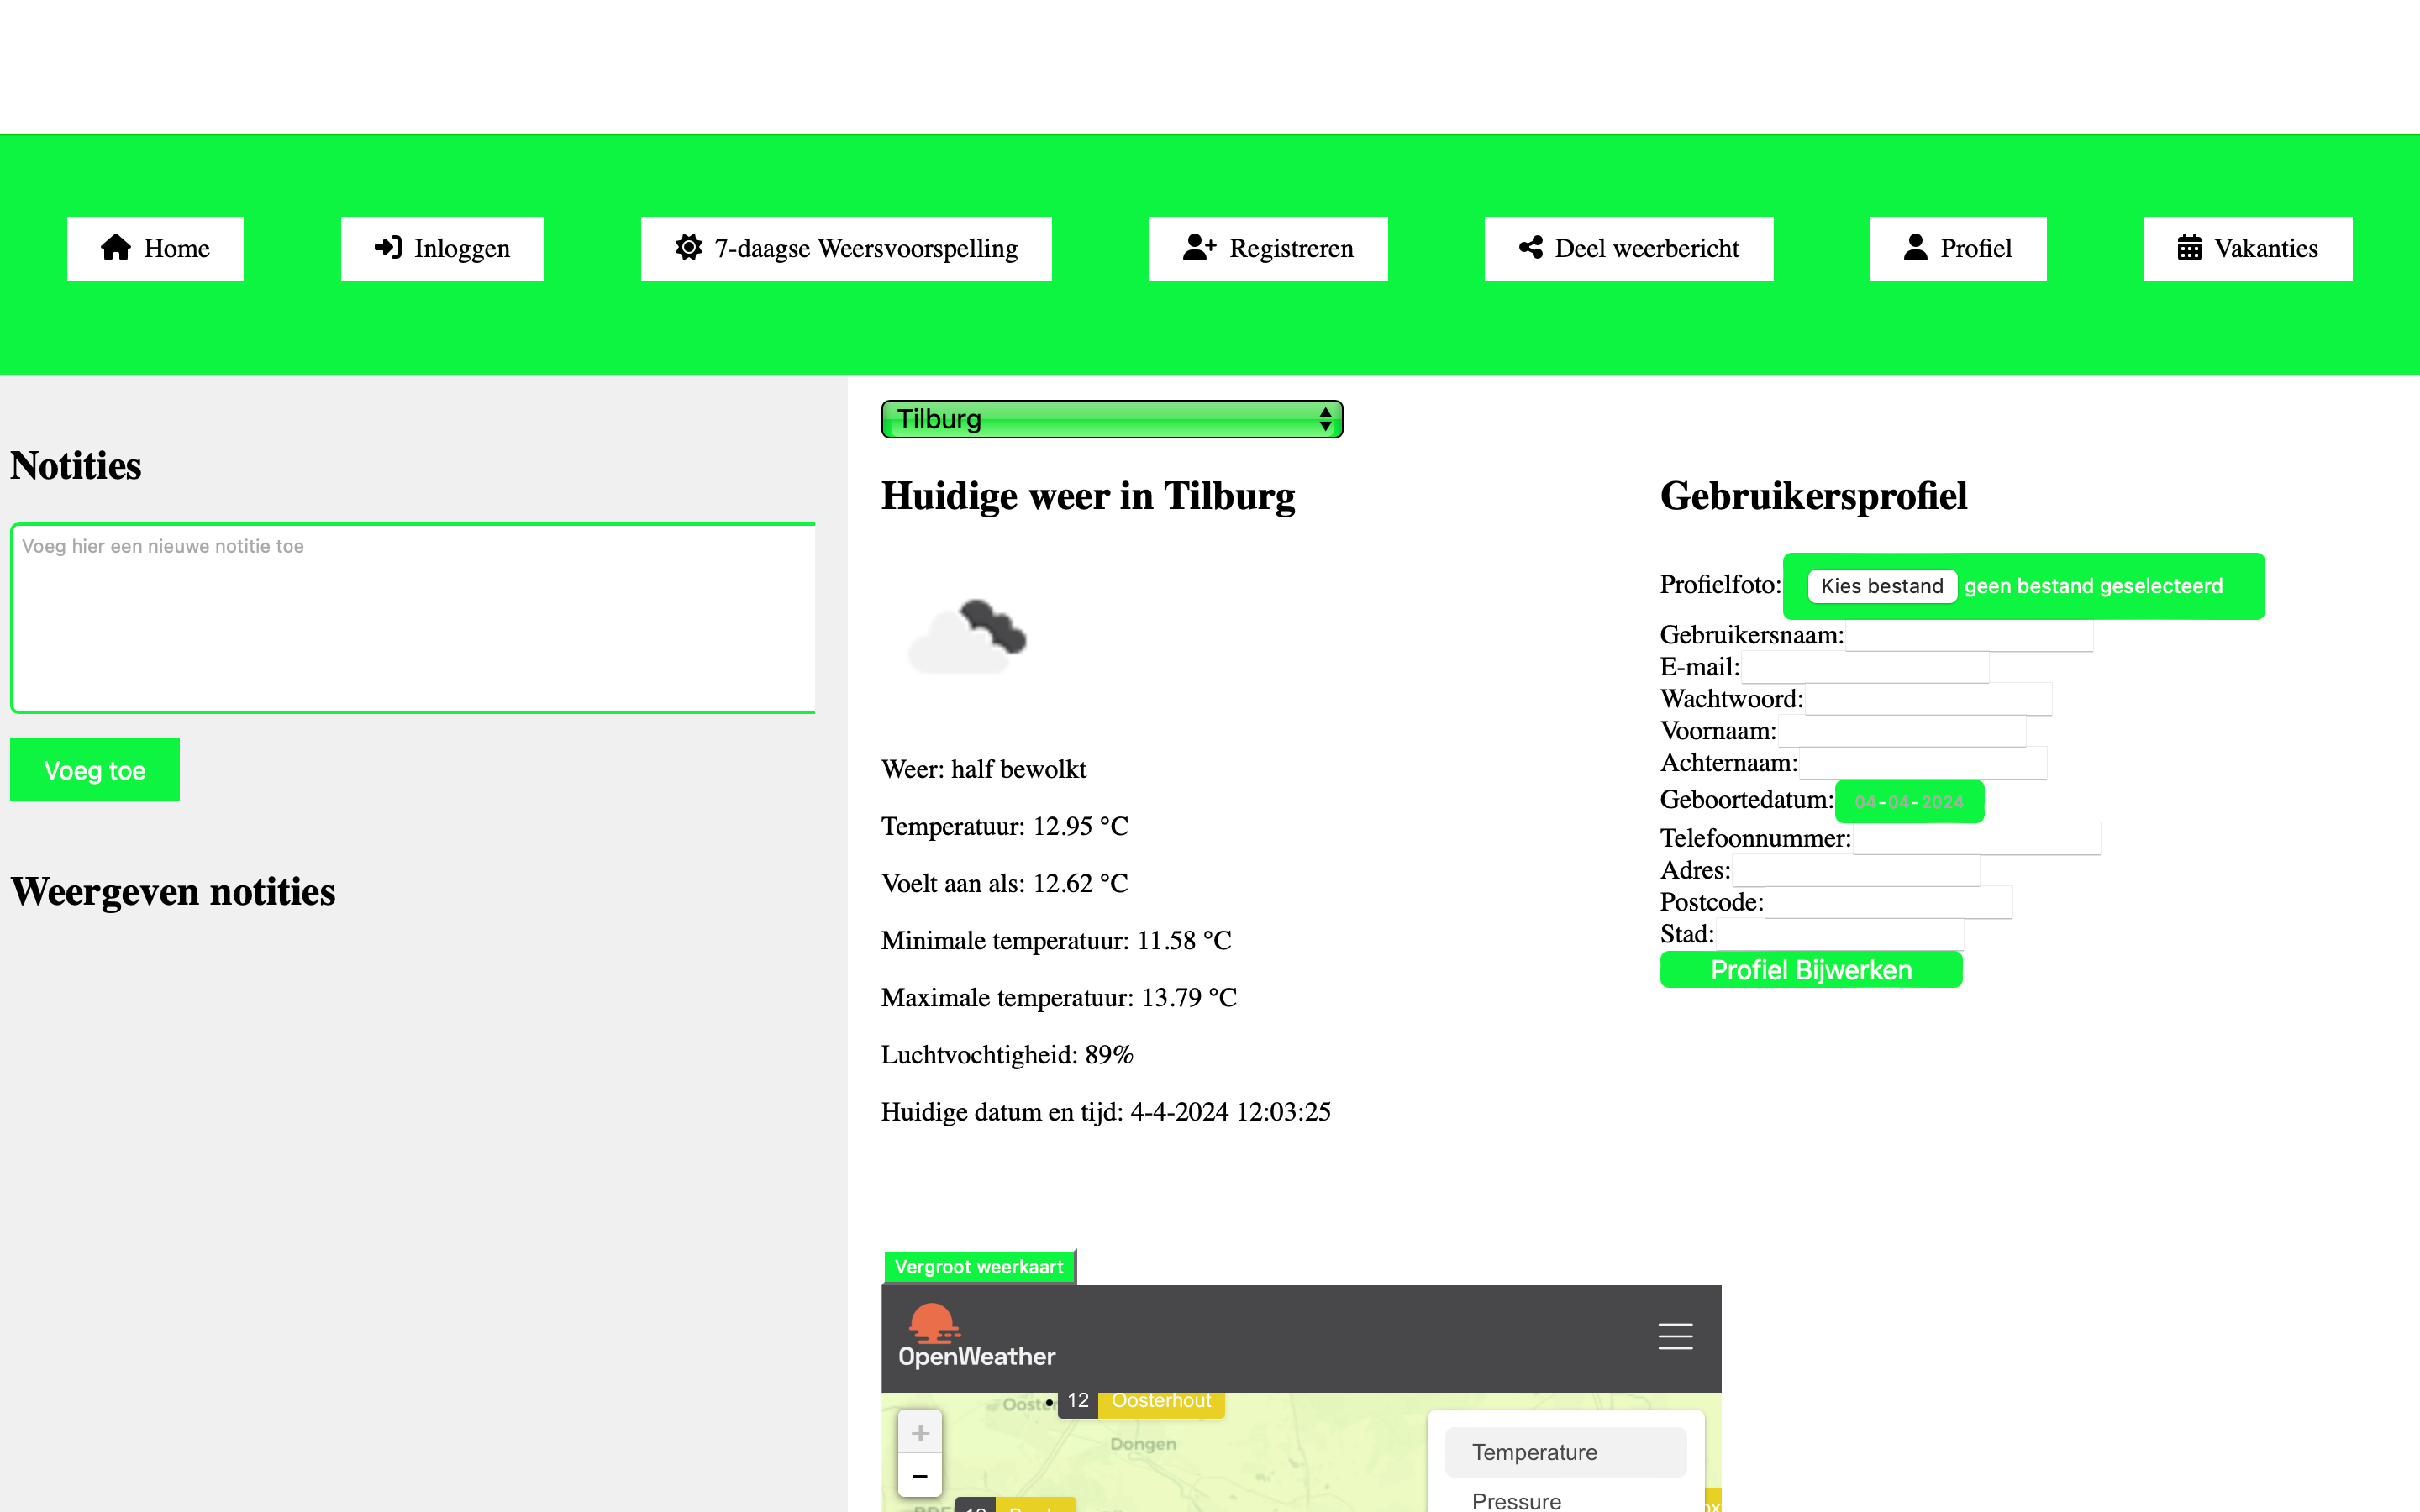 Home
Inloggen
7-daagse Weersvoorspelling
Registreren
Deel weerbericht
Profiel
Vakanties
Notities
Voeg hier een nieuwe notitie toe
Voeg toe
Weergeven notities
Tilburg
Huidige weer in Tilburg
Weer: half bewolkt
Temperatuur: 12.95 °C
Voelt aan als: 12.62 °C
Minimale temperatuur: 11.58 °C
Maximale temperatuur: 13.79 °C
Luchtvochtigheid: 89%
Huidige datum en tijd: 4-4-2024 12:03:25
Gebruikersprofiel
Profielfoto: Kies bestand geen bestand geselecteerd
Gebruikersnaam:
E-mail:
Wachtwoord:
Voornaam:
Achternaam:
Geboortedatum: 04-04-2024
Telefoonnummer:
Adres:
Postcode:
Stad:
Profiel Bijwerken
Vergroot weerkaart
OpenWeather
12 Oosterhout
Dongen
+
−
Temperature
Pressure